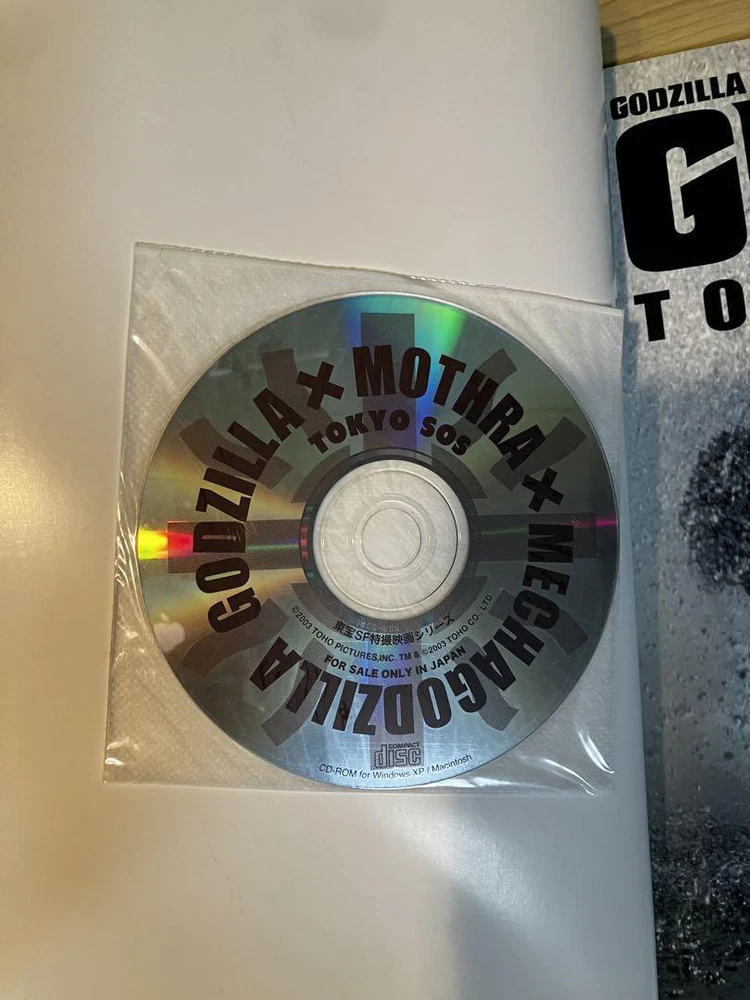 GODZILLA × MOTHRA × MECHAGODZILLA
TOKYO SOS
東宝SF特撮映画シリーズ
©2003 TOHO PICTURES,INC. TM & ©2003 TOHO CO., LTD
FOR SALE ONLY IN JAPAN
COMPACT
disc
CD-ROM for Windows XP / Macintosh
GODZILLA
G
TO